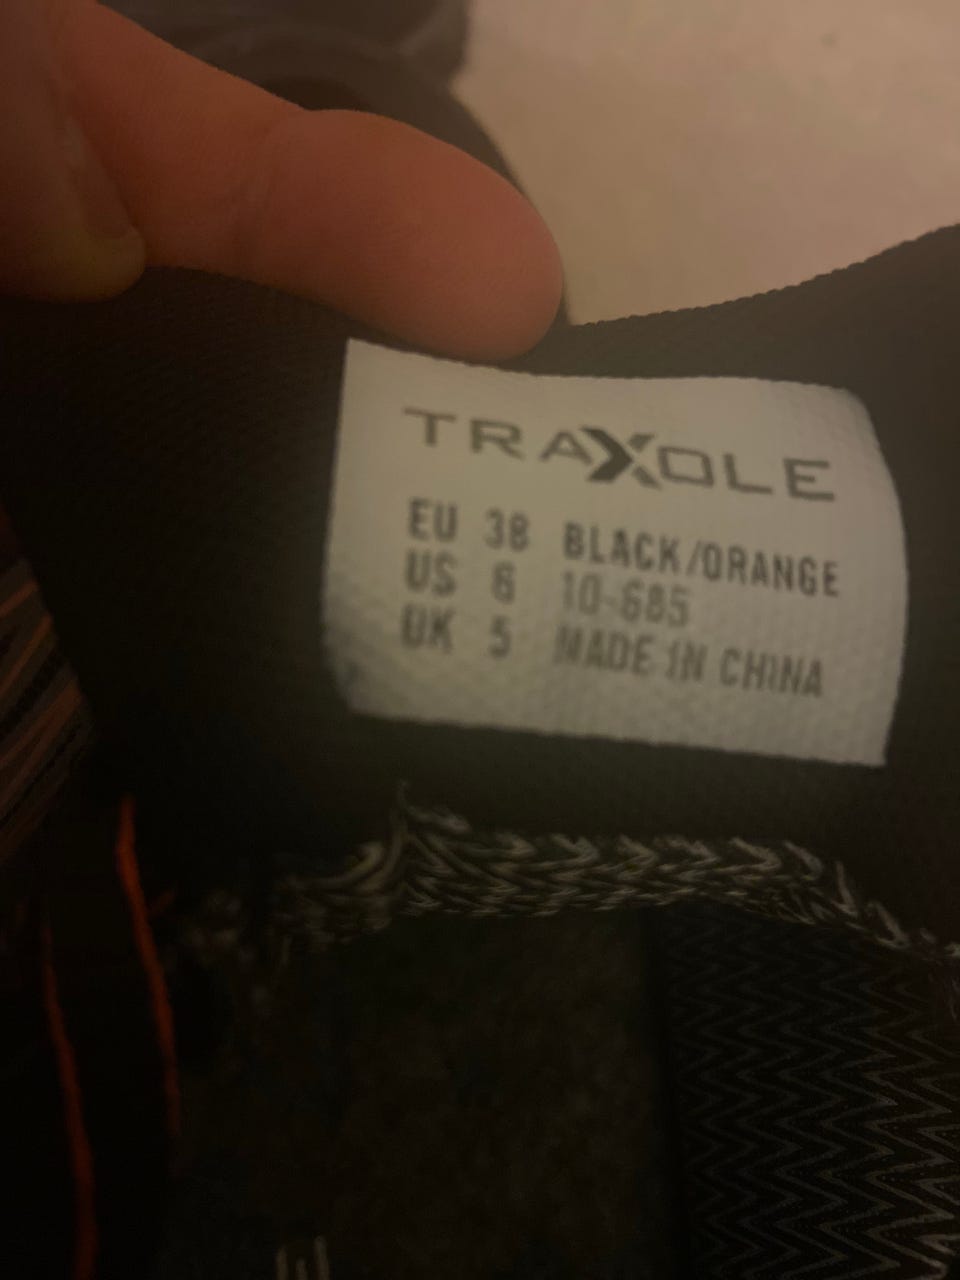 TRAXOLE
EU 38 BLACK/ORANGE
US 6 10-685
UK 5 MADE IN CHINA